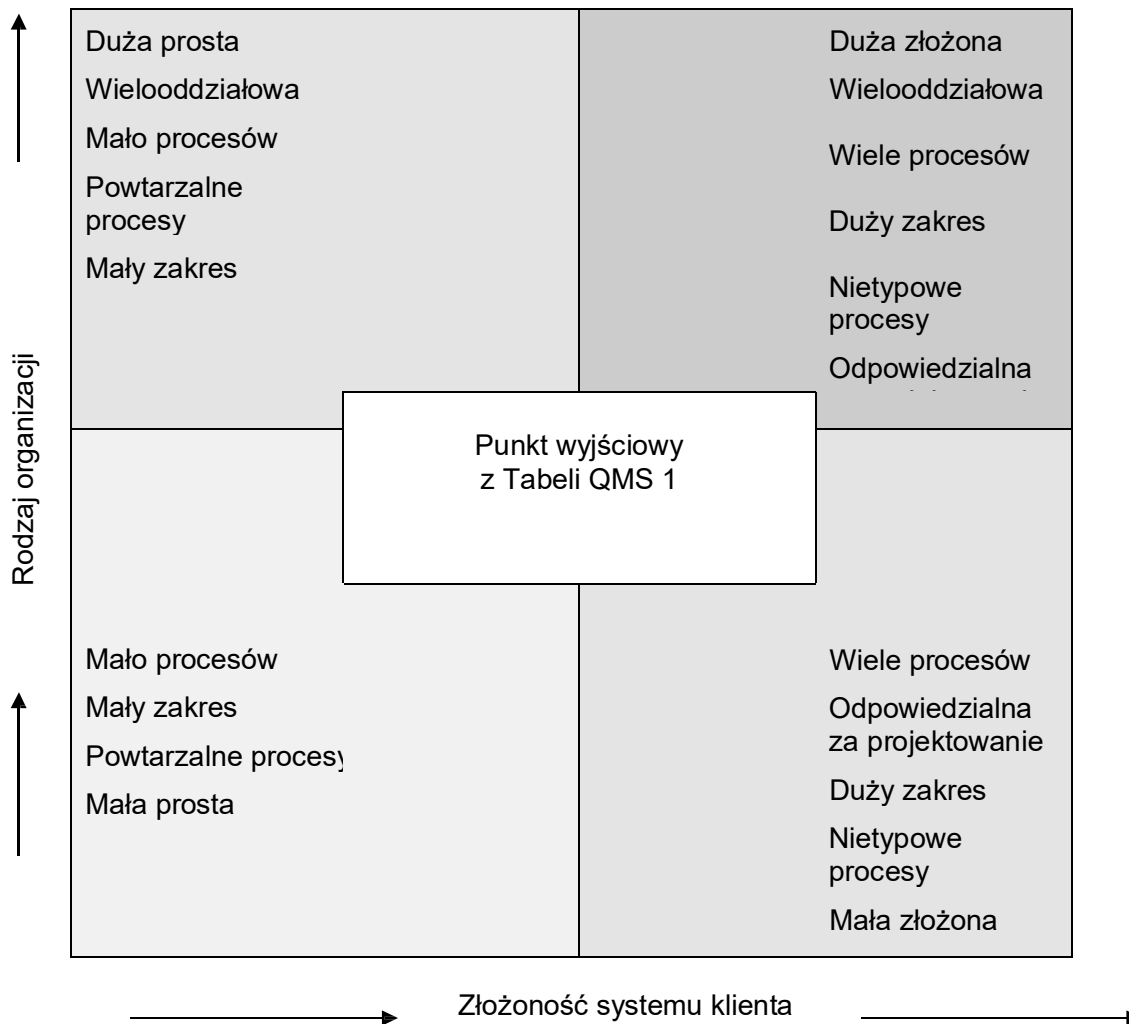 Duża prosta
Wielooddziałowa
Mało procesów
Powtarzalne
procesy
Mały zakres
Duża złożona
Wielooddziałowa
Wiele procesów
Duży zakres
Nietypowe
procesy
Odpowiedzialna
Rodzaj organizacji
Punkt wyjściowy
z Tabeli QMS 1
Mało procesów
Mały zakres
Powtarzalne procesy
Mała prosta
Wiele procesów
Odpowiedzialna
za projektowanie
Duży zakres
Nietypowe
procesy
Mała złożona
Złożoność systemu klienta